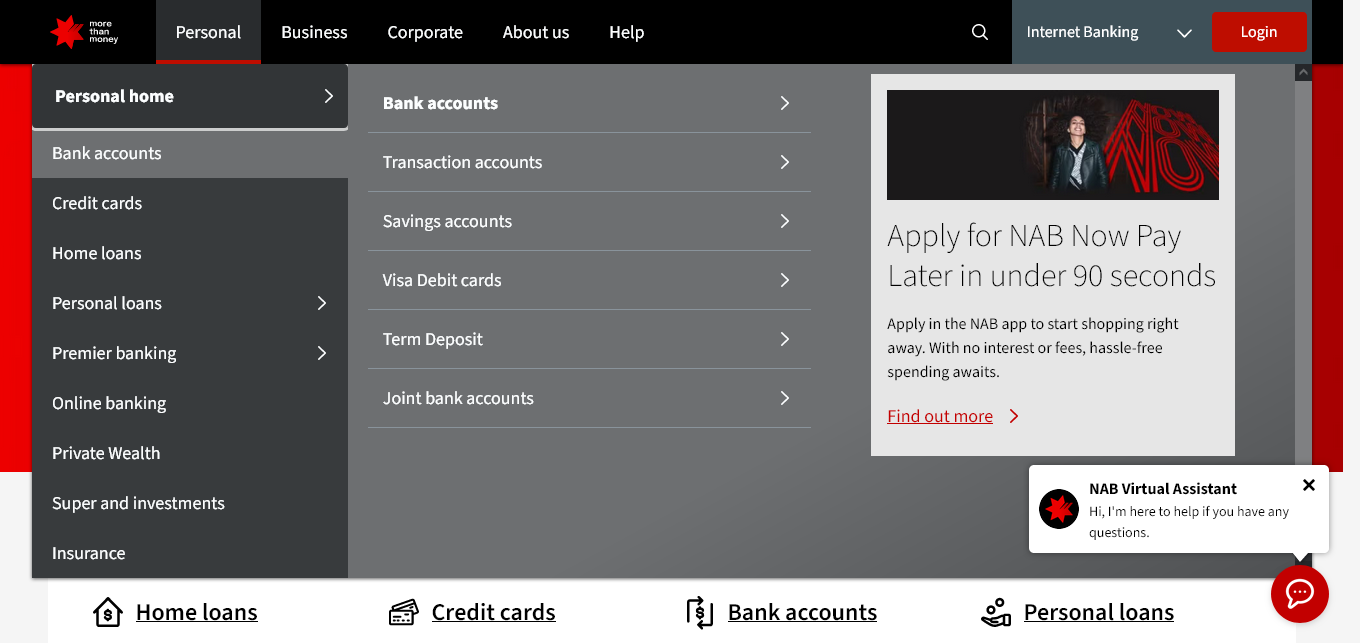 more
than
money
Personal
Business
Corporate
About us
Help
Internet Banking
Login
Personal home
Bank accounts
Credit cards
Home loans
Personal loans
Premier banking
Online banking
Private Wealth
Super and investments
Insurance
Bank accounts
Transaction accounts
Savings accounts
Visa Debit cards
Term Deposit
Joint bank accounts
Apply for NAB Now Pay
Later in under 90 seconds
Apply in the NAB app to start shopping right
away. With no interest or fees, hassle-free
spending awaits.
Find out more
NAB Virtual Assistant
Hi, I'm here to help if you have any
questions.
Home loans
Credit cards
Bank accounts
Personal loans